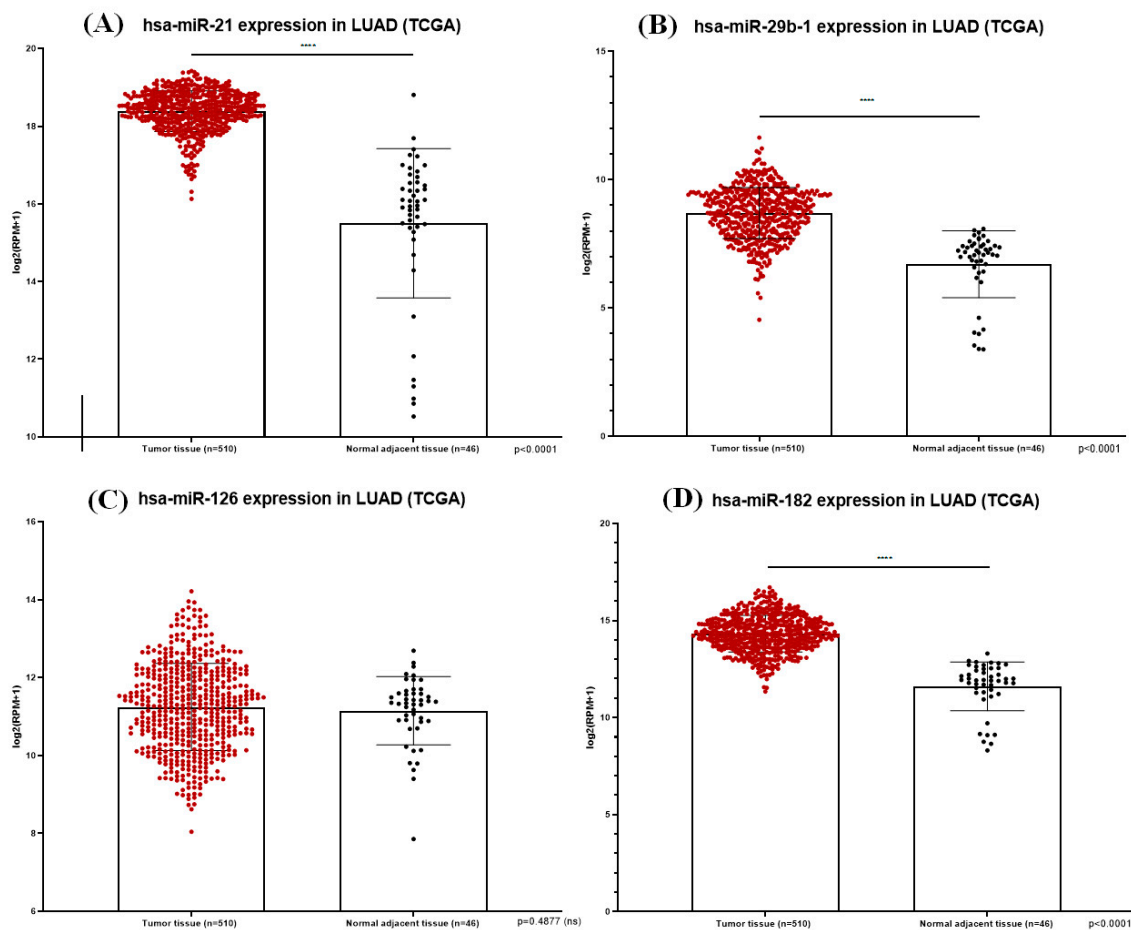 (A) hsa-miR-21 expression in LUAD (TCGA)
****
20
18
16
14
12
10
log2(RPM+1)
Tumor tissue (n=510)
Normal adjacent tissue (n=46)
p<0.0001
(B) hsa-miR-29b-1 expression in LUAD (TCGA)
****
15
10
5
0
log2(RPM+1)
Tumor tissue (n=510)
Normal adjacent tissue (n=46)
p<0.0001
(C) hsa-miR-126 expression in LUAD (TCGA)
16
14
12
10
8
6
log2(RPM+1)
Tumor tissue (n=510)
Normal adjacent tissue (n=46)
p=0.4877 (ns)
(D) hsa-miR-182 expression in LUAD (TCGA)
****
20
15
10
5
0
log2(RPM+1)
Tumor tissue (n=510)
Normal adjacent tissue (n=46)
p<0.0001